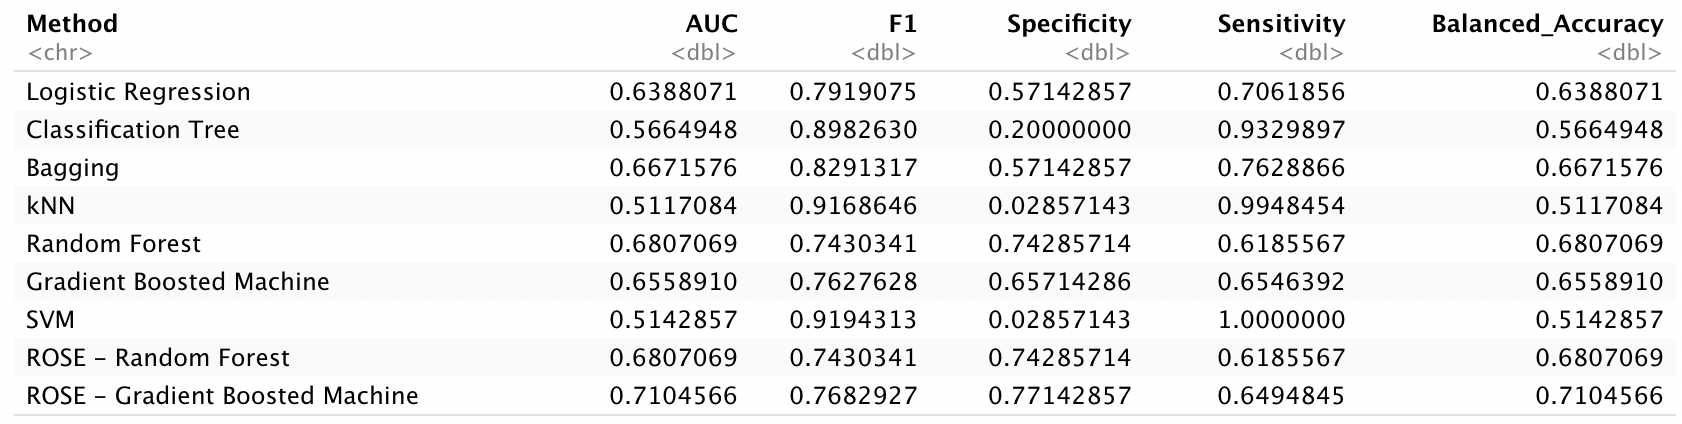 Method AUC F1 Specificity Sensitivity Balanced_Accuracy
<chr> <dbl> <dbl> <dbl> <dbl> <dbl>
Logistic Regression 0.6388071 0.7919075 0.57142857 0.7061856 0.6388071
Classification Tree 0.5664948 0.8982630 0.20000000 0.9329897 0.5664948
Bagging 0.6671576 0.8291317 0.57142857 0.7628866 0.6671576
kNN 0.5117084 0.9168646 0.02857143 0.9948454 0.5117084
Random Forest 0.6807069 0.7430341 0.74285714 0.6185567 0.6807069
Gradient Boosted Machine 0.6558910 0.7627628 0.65714286 0.6546392 0.6558910
SVM 0.5142857 0.9194313 0.02857143 1.0000000 0.5142857
ROSE – Random Forest 0.6807069 0.7430341 0.74285714 0.6185567 0.6807069
ROSE – Gradient Boosted Machine 0.7104566 0.7682927 0.77142857 0.6494845 0.7104566